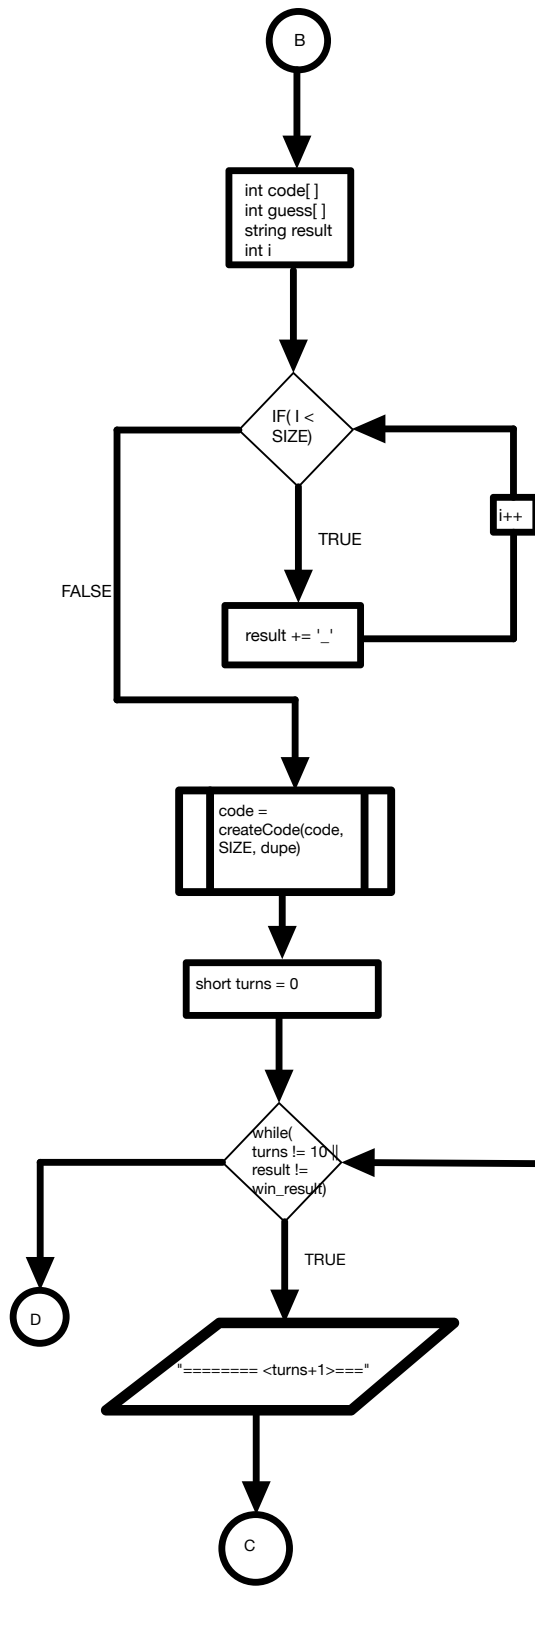 B
int code[ ]
int guess[ ]
string result
int i
IF( I <
SIZE)
i++
TRUE
FALSE
result += '_'
code =
createCode(code,
SIZE, dupe)
short turns = 0
while(
turns != 10 ||
result !=
win_result)
TRUE
D
"======== <turns+1>==="
C